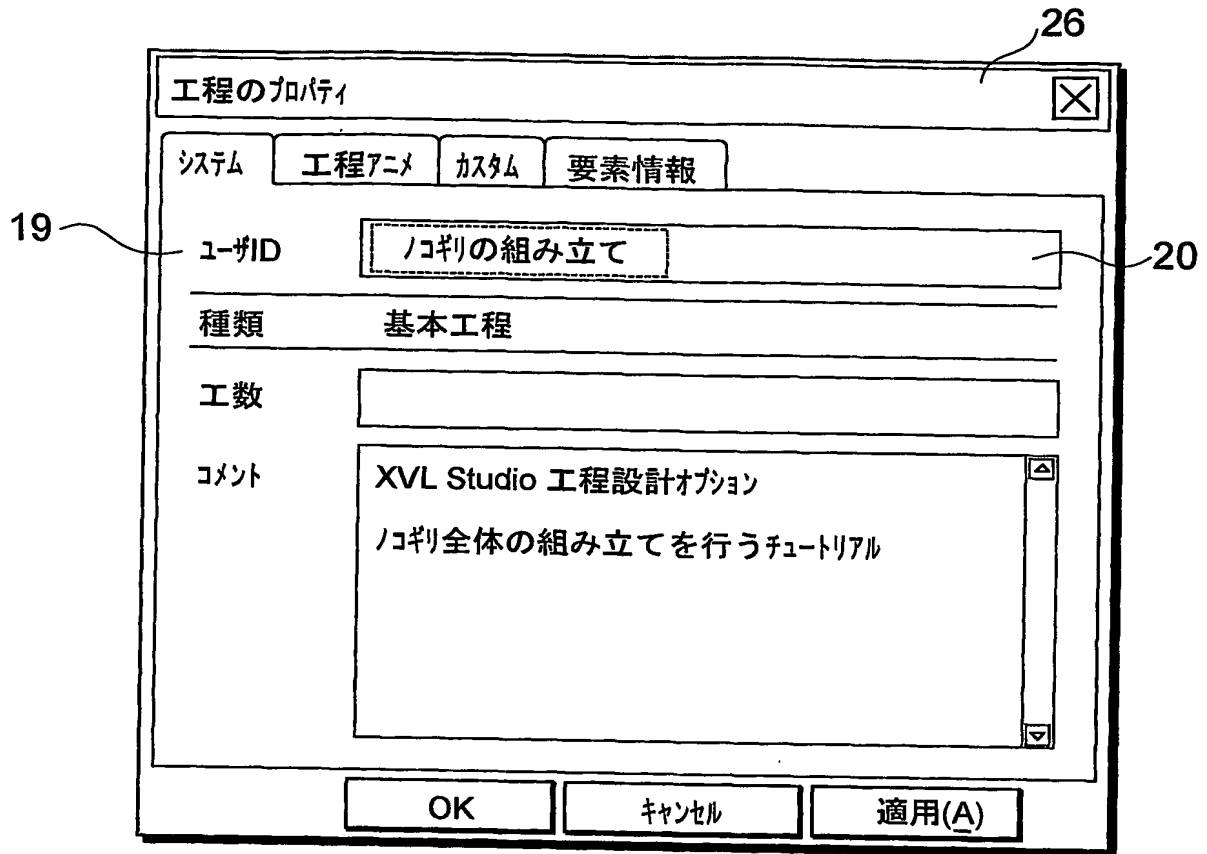 26
工程のプロパティ
システム 工程アニメ カスタム 要素情報
19 ユーザID ノコギリの組み立て 20
種類 基本工程
工数
コメント XVL Studio 工程設計オプション
ノコギリ全体の組み立てを行うチュートリアル
OK キャンセル 適用(A)